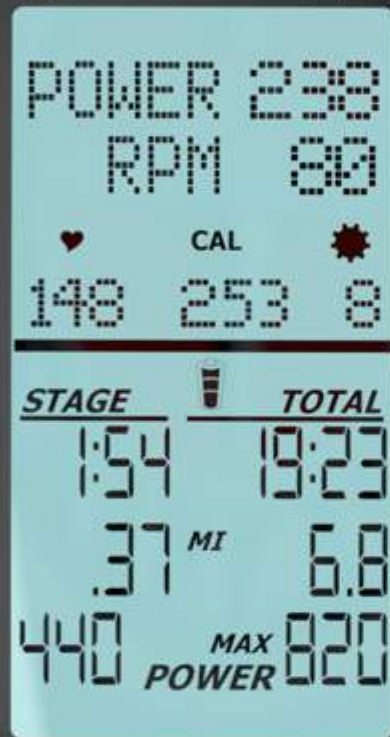 POWER 238
RPM 80
CAL
148 253 8
STAGE TOTAL
1:54 19:23
.37 MI 6.8
440 MAX POWER 820